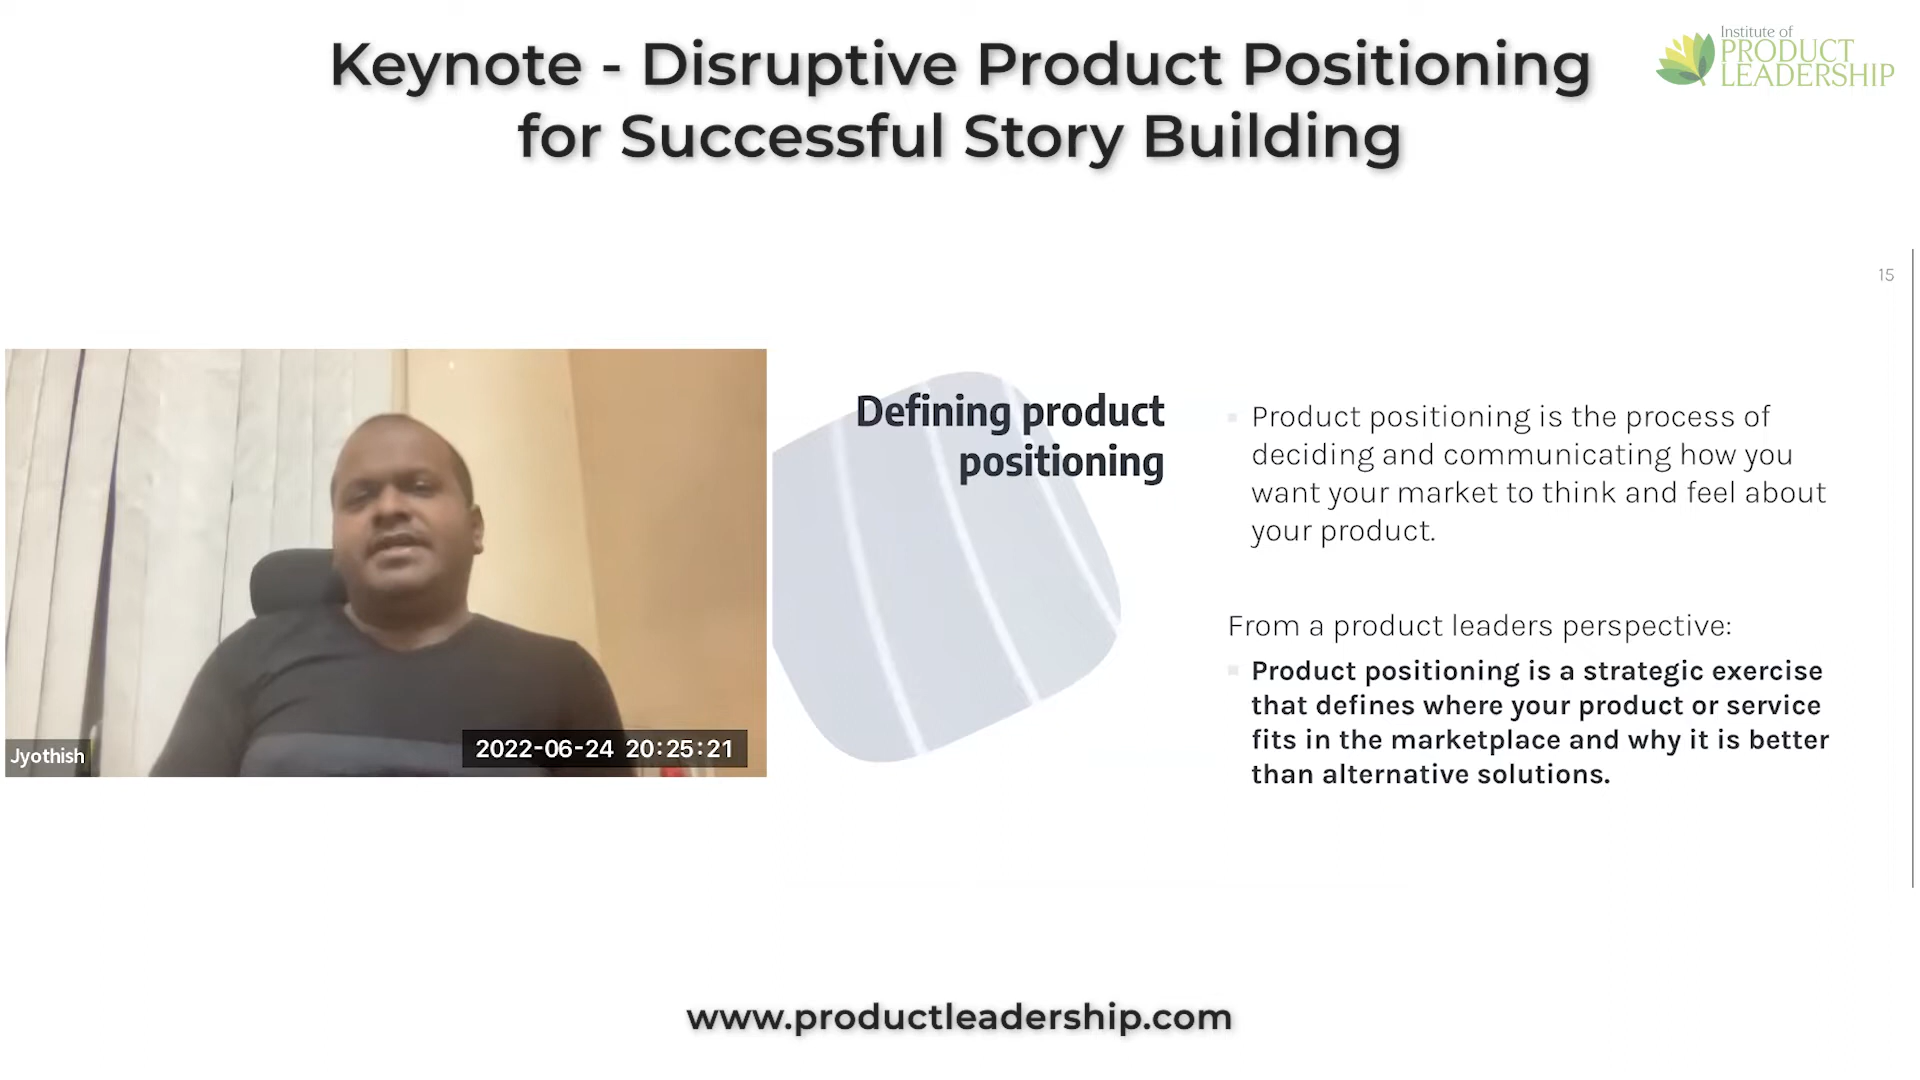 Keynote - Disruptive Product Positioning
for Successful Story Building
Institute of
PRODUCT
LEADERSHIP
15
Defining product
positioning
Product positioning is the process of
deciding and communicating how you
want your market to think and feel about
your product.
From a product leaders perspective:
Product positioning is a strategic exercise
that defines where your product or service
fits in the marketplace and why it is better
than alternative solutions.
Jyothish
2022-06-24 20:25:21
www.productleadership.com